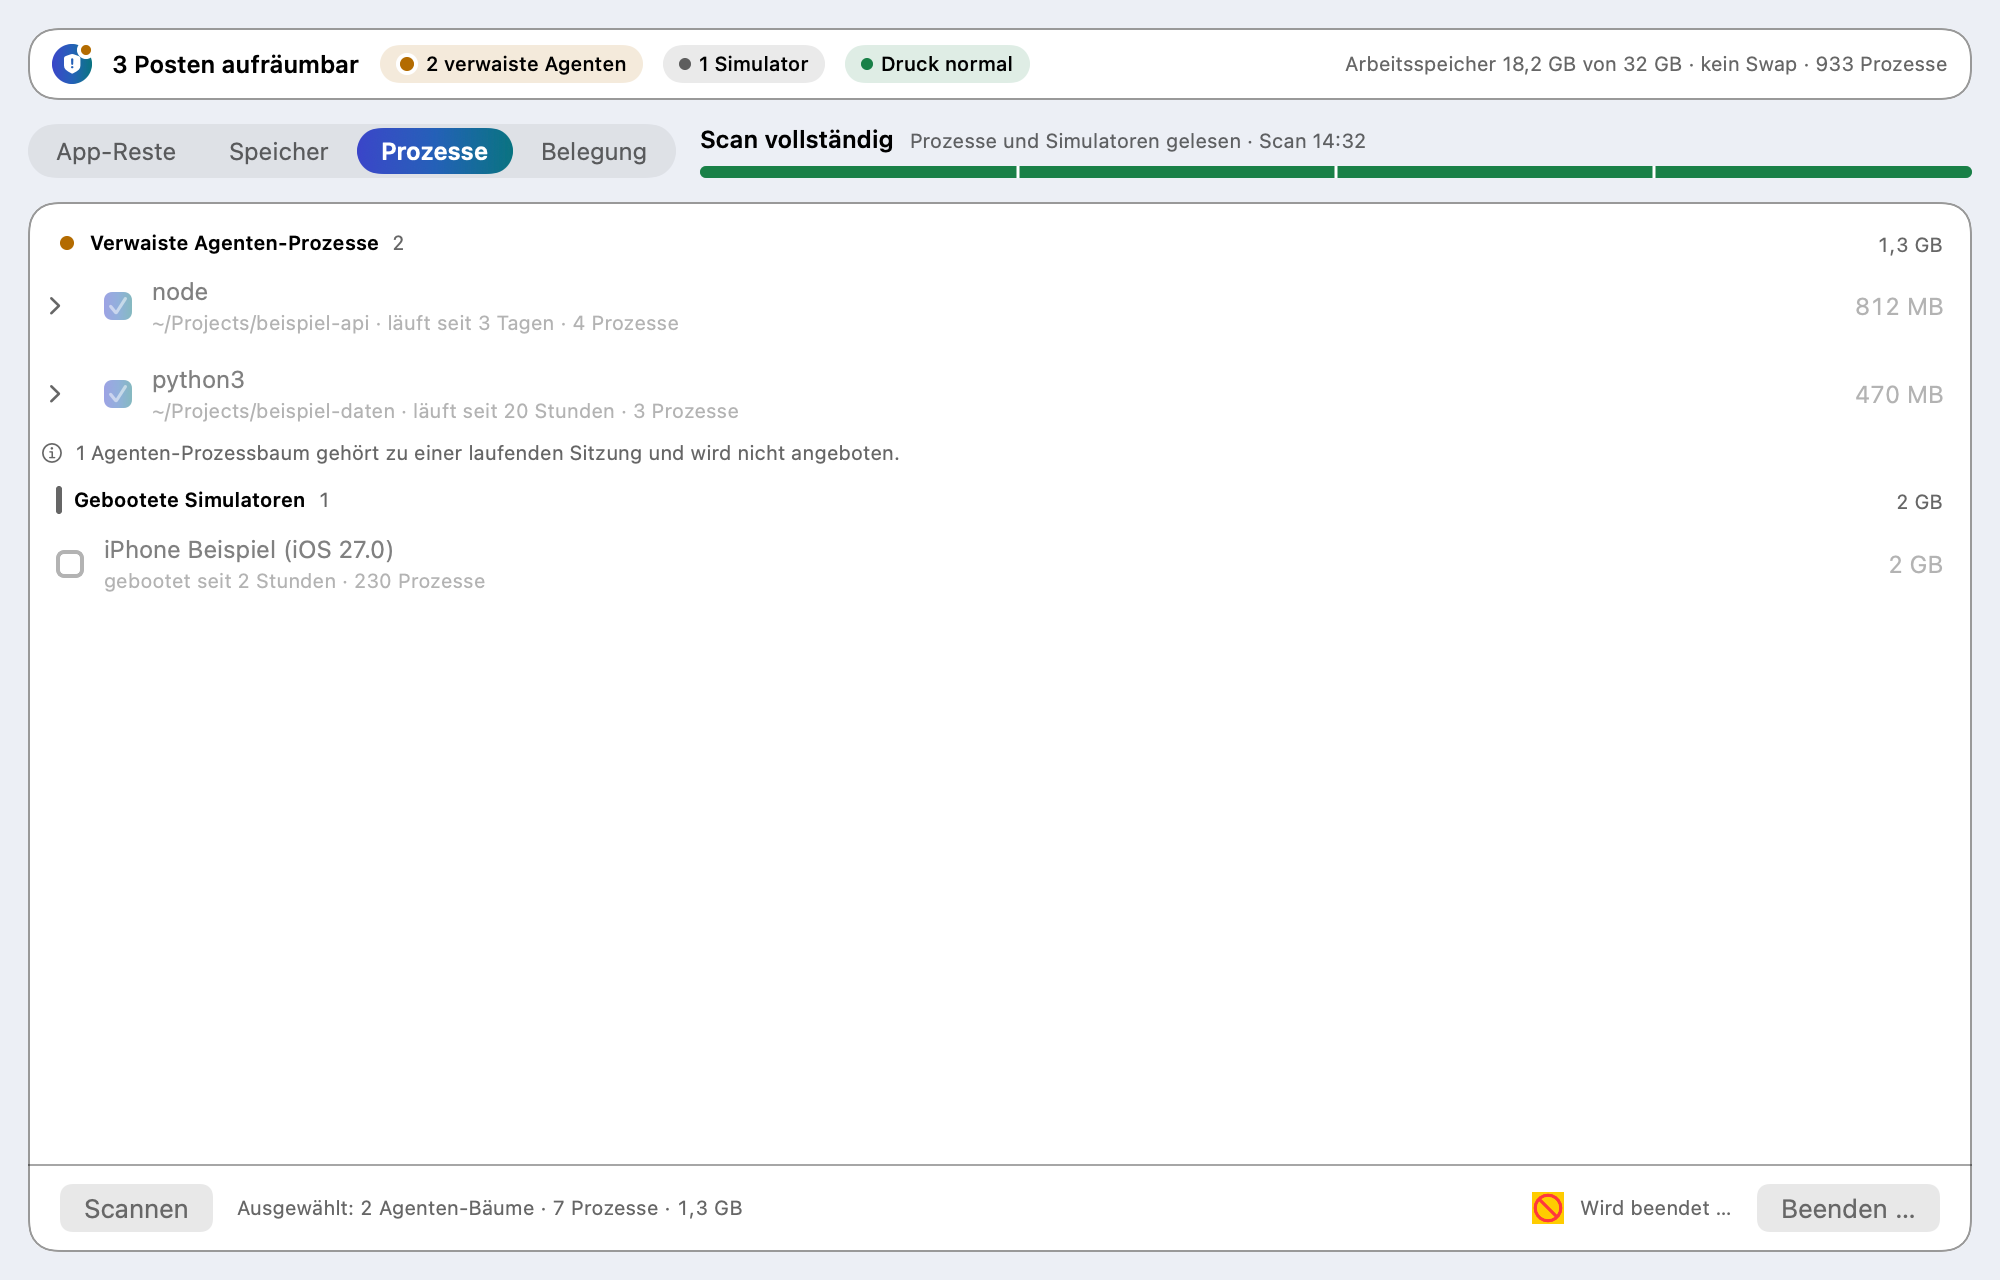 3 Posten aufräumbar
2 verwaiste Agenten
1 Simulator
Druck normal
Arbeitsspeicher 18,2 GB von 32 GB · kein Swap · 933 Prozesse
App-Reste
Speicher
Prozesse
Belegung
Scan vollständig
Prozesse und Simulatoren gelesen · Scan 14:32
Verwaiste Agenten-Prozesse 2
1,3 GB
node
812 MB
~/Projects/beispiel-api · läuft seit 3 Tagen · 4 Prozesse
python3
470 MB
~/Projects/beispiel-daten · läuft seit 20 Stunden · 3 Prozesse
1 Agenten-Prozessbaum gehört zu einer laufenden Sitzung und wird nicht angeboten.
Gebootete Simulatoren 1
2 GB
iPhone Beispiel (iOS 27.0)
2 GB
gebootet seit 2 Stunden · 230 Prozesse
Scannen
Ausgewählt: 2 Agenten-Bäume · 7 Prozesse · 1,3 GB
Wird beendet ...
Beenden ...